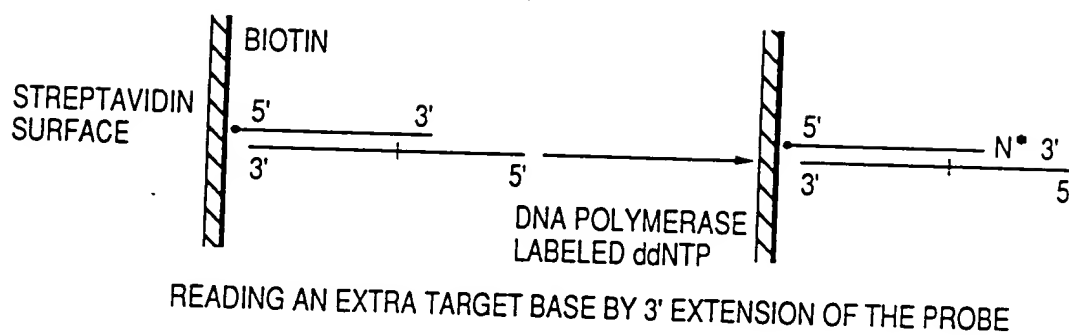 BIOTIN
STREPTAVIDIN
SURFACE
5' 3'
3' 5'
DNA POLYMERASE
LABELED ddNTP
5' N* 3'
3' 5
READING AN EXTRA TARGET BASE BY 3' EXTENSION OF THE PROBE